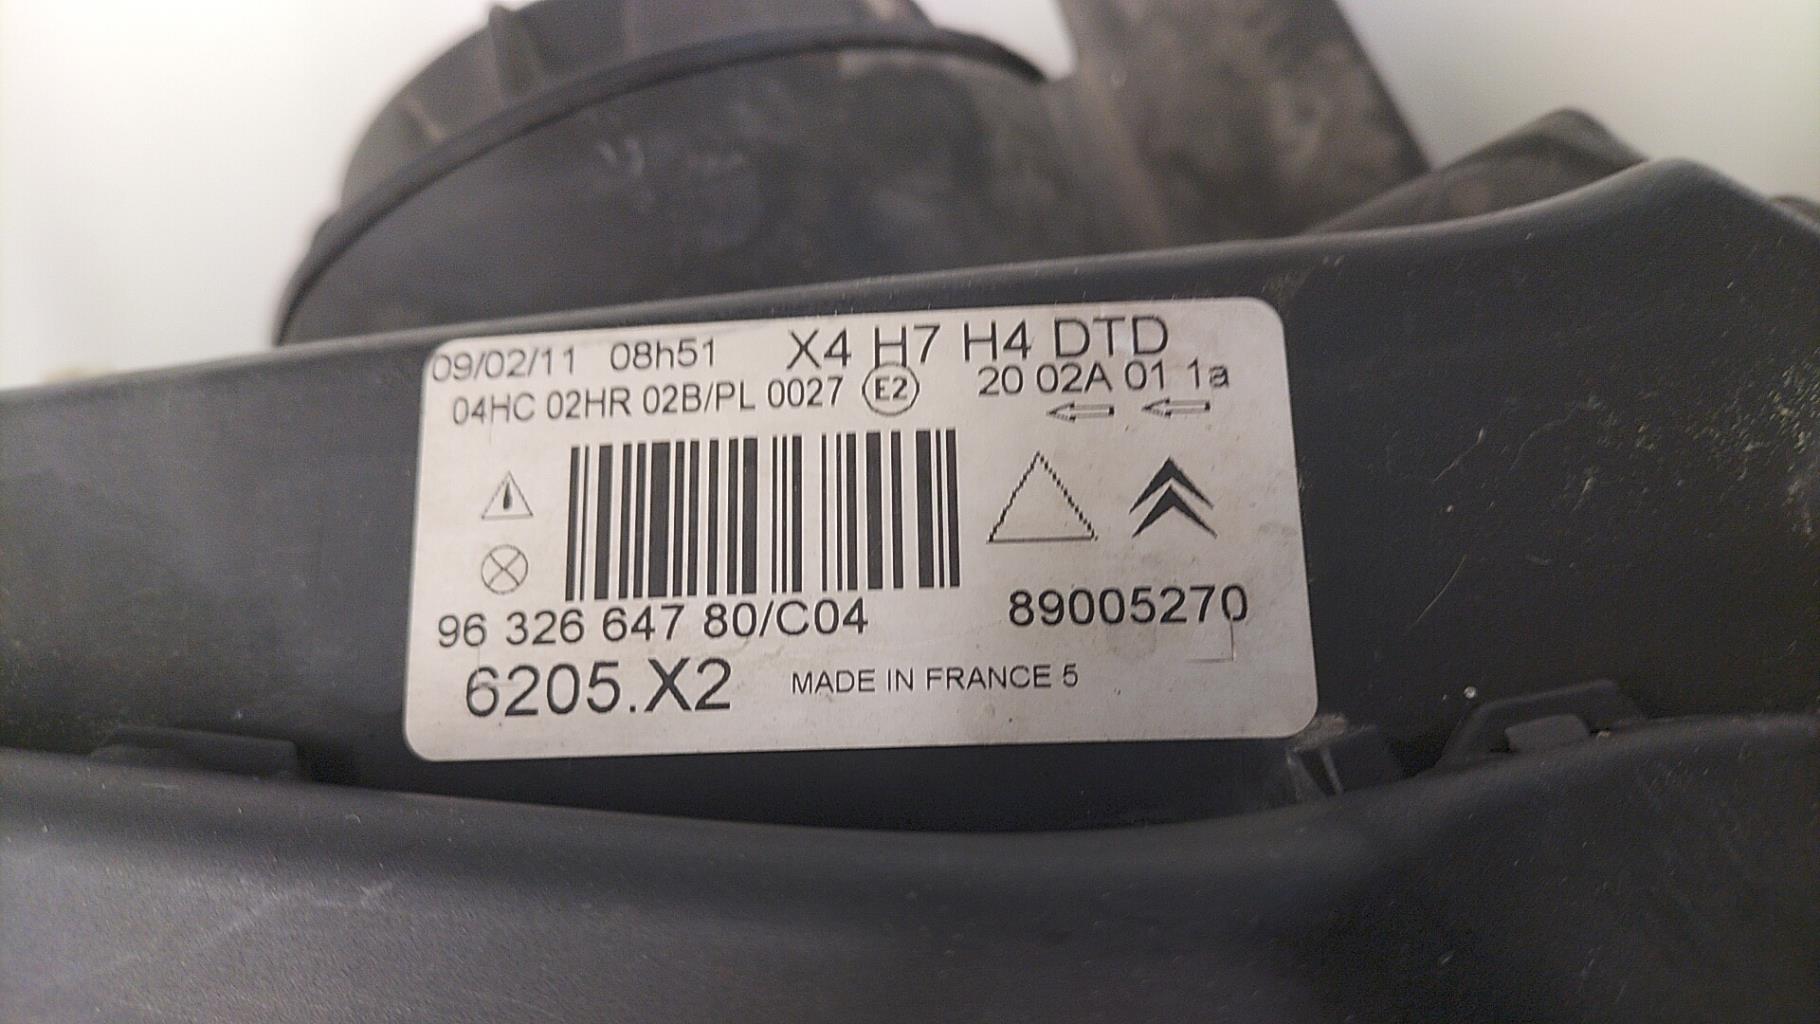 09/02/11 08h51 X4 H7 H4 DTD
04HC 02HR 02B/PL 0027 E2 20 02A 01 1a
96 326 647 80/C04 89005270
6205.X2 MADE IN FRANCE 5